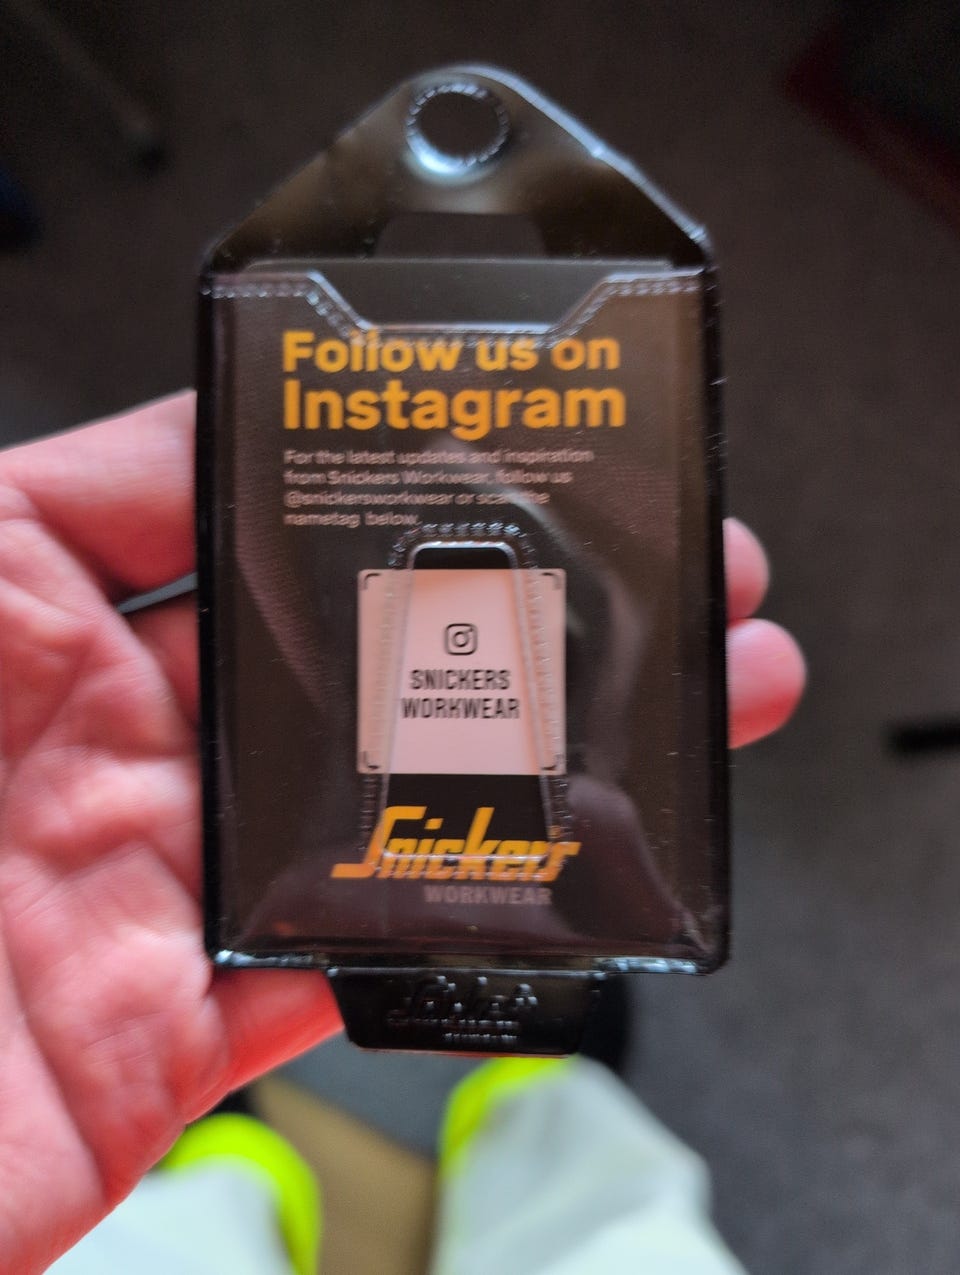 Follow us on
Instagram
For the latest updates and inspiration
from Snickers Workwear, follow us
@snickersworkwear or scan the
nametag below.
SNICKERS
WORKWEAR
Snickers
WORKWEAR